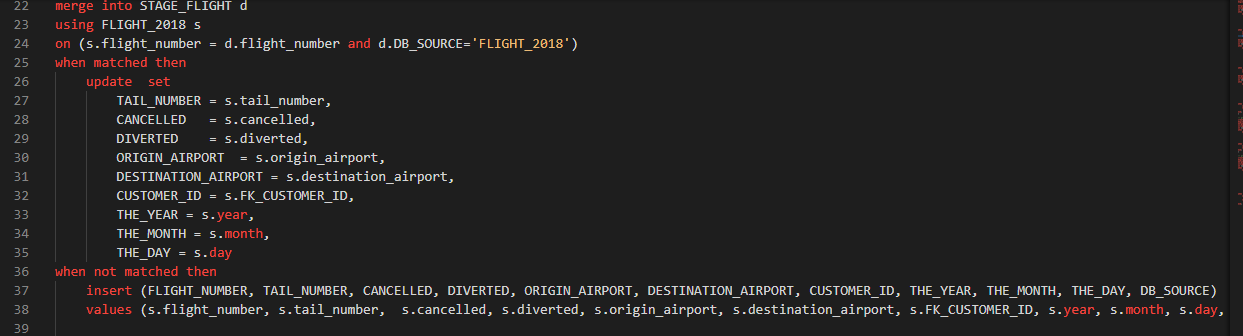 22 merge into STAGE_FLIGHT d
23 using FLIGHT_2018 s
24 on (s.flight_number = d.flight_number and d.DB_SOURCE='FLIGHT_2018')
25 when matched then
26     update  set
27         TAIL_NUMBER = s.tail_number,
28         CANCELLED   = s.cancelled,
29         DIVERTED    = s.diverted,
30         ORIGIN_AIRPORT  = s.origin_airport,
31         DESTINATION_AIRPORT = s.destination_airport,
32         CUSTOMER_ID = s.FK_CUSTOMER_ID,
33         THE_YEAR = s.year,
34         THE_MONTH = s.month,
35         THE_DAY = s.day
36 when not matched then
37     insert (FLIGHT_NUMBER, TAIL_NUMBER, CANCELLED, DIVERTED, ORIGIN_AIRPORT, DESTINATION_AIRPORT, CUSTOMER_ID, THE_YEAR, THE_MONTH, THE_DAY, DB_SOURCE)
38     values (s.flight_number, s.tail_number,  s.cancelled, s.diverted, s.origin_airport, s.destination_airport, s.FK_CUSTOMER_ID, s.year, s.month, s.day,
39